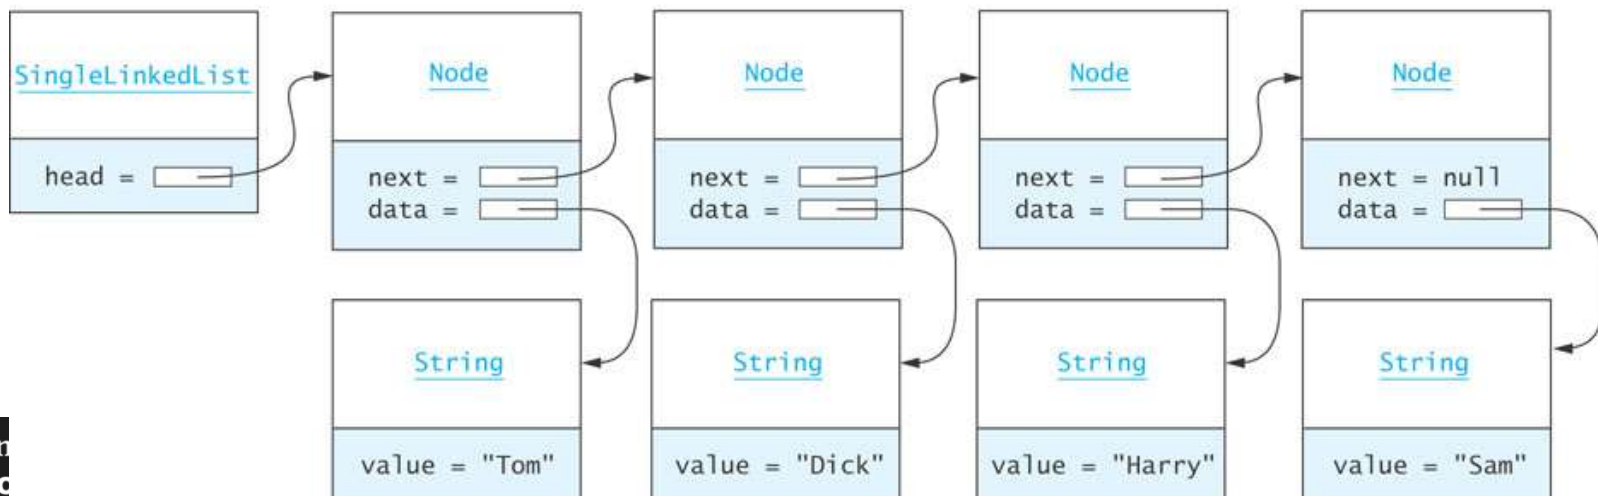 SingleLinkedList
head =
Node
next =
data =
Node
next =
data =
Node
next =
data =
Node
next = null
data =
String
value = "Tom"
String
value = "Dick"
String
value = "Harry"
String
value = "Sam"